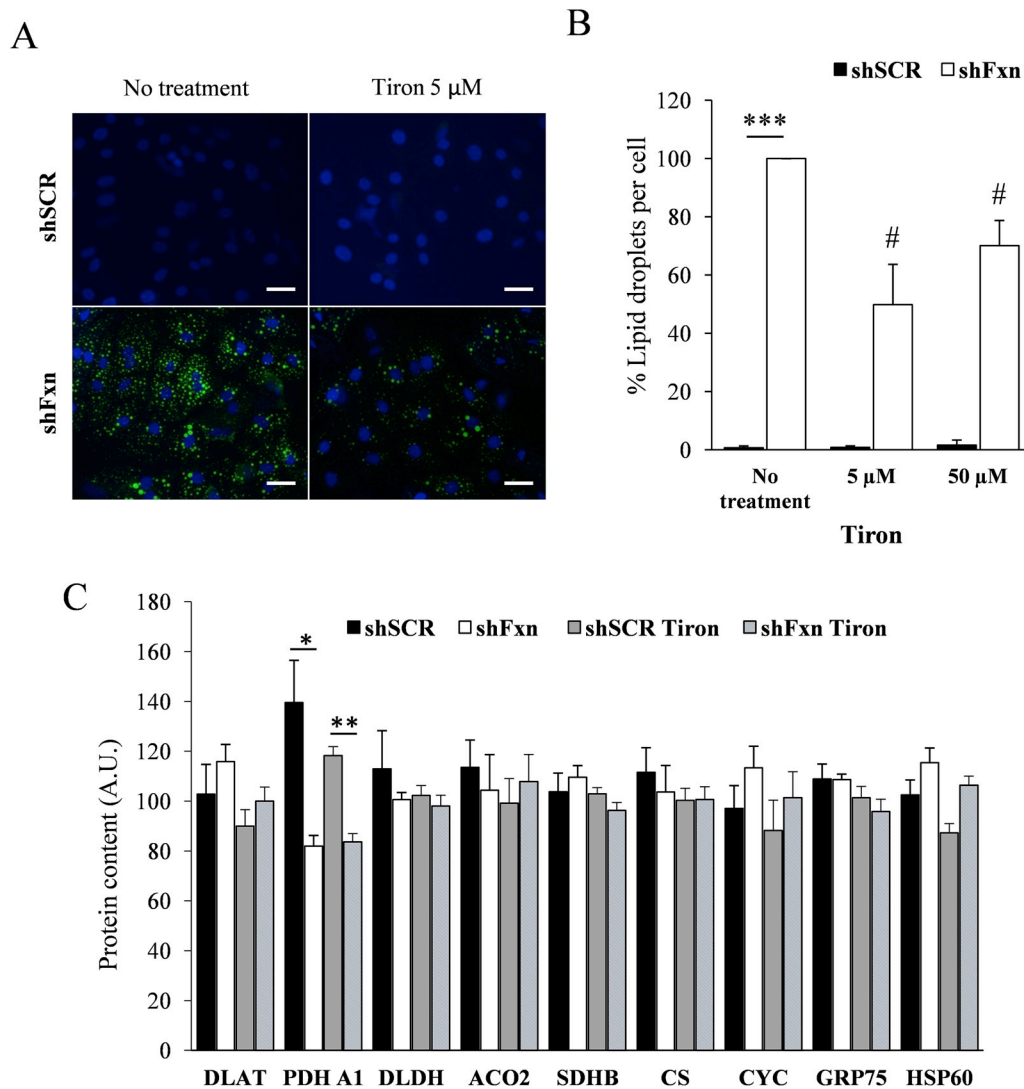 A
No treatment
Tiron 5 μM
shSCR
shFxn
B
shSCR
shFxn
120
100
80
60
40
20
0
% Lipid droplets per cell
***
#
#
No treatment
5 μM
50 μM
Tiron
C
180
160
140
120
100
80
60
40
20
0
Protein content (A.U.)
shSCR
shFxn
shSCR Tiron
shFxn Tiron
*
**
DLAT
PDH A1
DLDH
ACO2
SDHB
CS
CYC
GRP75
HSP60